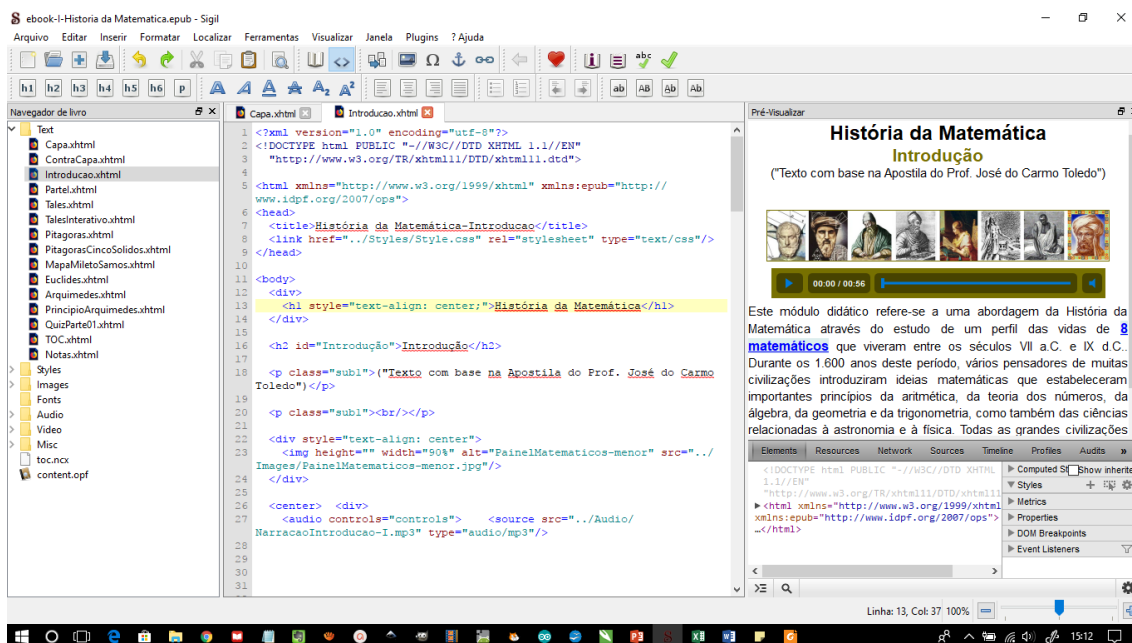 ebook-I-Historia da Matematica.epub - Sigil
Arquivo Editar Inserir Formatar Localizar Ferramentas Visualizar Janela Plugins ? Ajuda
h1 h2 h3 h4 h5 h6 p A A A A A₂ A² ab AB Ab Ab
Navegador de livro
Text
Capa.xhtml
ContraCapa.xhtml
Introducao.xhtml
ParteI.xhtml
Tales.xhtml
TalesInterativo.xhtml
Pitagoras.xhtml
PitagorasCincoSolidos.xhtml
MapaMiletoSamos.xhtml
Euclides.xhtml
Arquimedes.xhtml
PrincipioArquimedes.xhtml
QuizParte01.xhtml
TOC.xhtml
Notas.xhtml
Styles
Images
Fonts
Audio
Video
Misc
toc.ncx
content.opf
Capa.xhtml Introducao.xhtml
1 <?xml version="1.0" encoding="utf-8"?>
2 <!DOCTYPE html PUBLIC "-//W3C//DTD XHTML 1.1//EN"
3 "http://www.w3.org/TR/xhtml11/DTD/xhtml11.dtd">
4
5 <html xmlns="http://www.w3.org/1999/xhtml" xmlns:epub="http://
www.idpf.org/2007/ops">
6 <head>
7 <title>História da Matemática-Introducao</title>
8 <link href="../Styles/Style.css" rel="stylesheet" type="text/css"/>
9 </head>
10
11 <body>
12 <div>
13 <h1 style="text-align: center;">História da Matemática</h1>
14 </div>
15
16 <h2 id="Introdução">Introdução</h2>
17
18 <p class="sub1">("Texto com base na Apostila do Prof. José do Carmo
Toledo")</p>
19
20 <p class="sub1"><br/></p>
21
22 <div style="text-align: center">
23 <img height="" width="90%" alt="PainelMatematicos-menor" src="../
Images/PainelMatematicos-menor.jpg"/>
24 </div>
25
26 <center> <div>
27 <audio controls="controls"> <source src="../Audio/
NarracaoIntroducao-I.mp3" type="audio/mp3"/>
28
29
30
31
Pré-Visualizar
História da Matemática
Introdução
("Texto com base na Apostila do Prof. José do Carmo Toledo")
00:00 / 00:56
Este módulo didático refere-se a uma abordagem da História da
Matemática através do estudo de um perfil das vidas de 8
matemáticos que viveram entre os séculos VII a.C. e IX d.C..
Durante os 1.600 anos deste período, vários pensadores de muitas
civilizações introduziram ideias matemáticas que estabeleceram
importantes princípios da aritmética, da teoria dos números, da
álgebra, da geometria e da trigonometria, como também das ciências
relacionadas à astronomia e à física. Todas as grandes civilizações
Elements Resources Network Sources Timeline Profiles Audits »
<!DOCTYPE html PUBLIC "-//W3C//DTD XHTML
1.1//EN"
"http://www.w3.org/TR/xhtml11/DTD/xhtml11
<html xmlns="http://www.w3.org/1999/xhtml
xmlns:epub="http://www.idpf.org/2007/ops">
…</html>
Computed St Show inherite
Styles
Metrics
Properties
DOM Breakpoints
Event Listeners
Linha: 13, Col: 37 100%
15:12